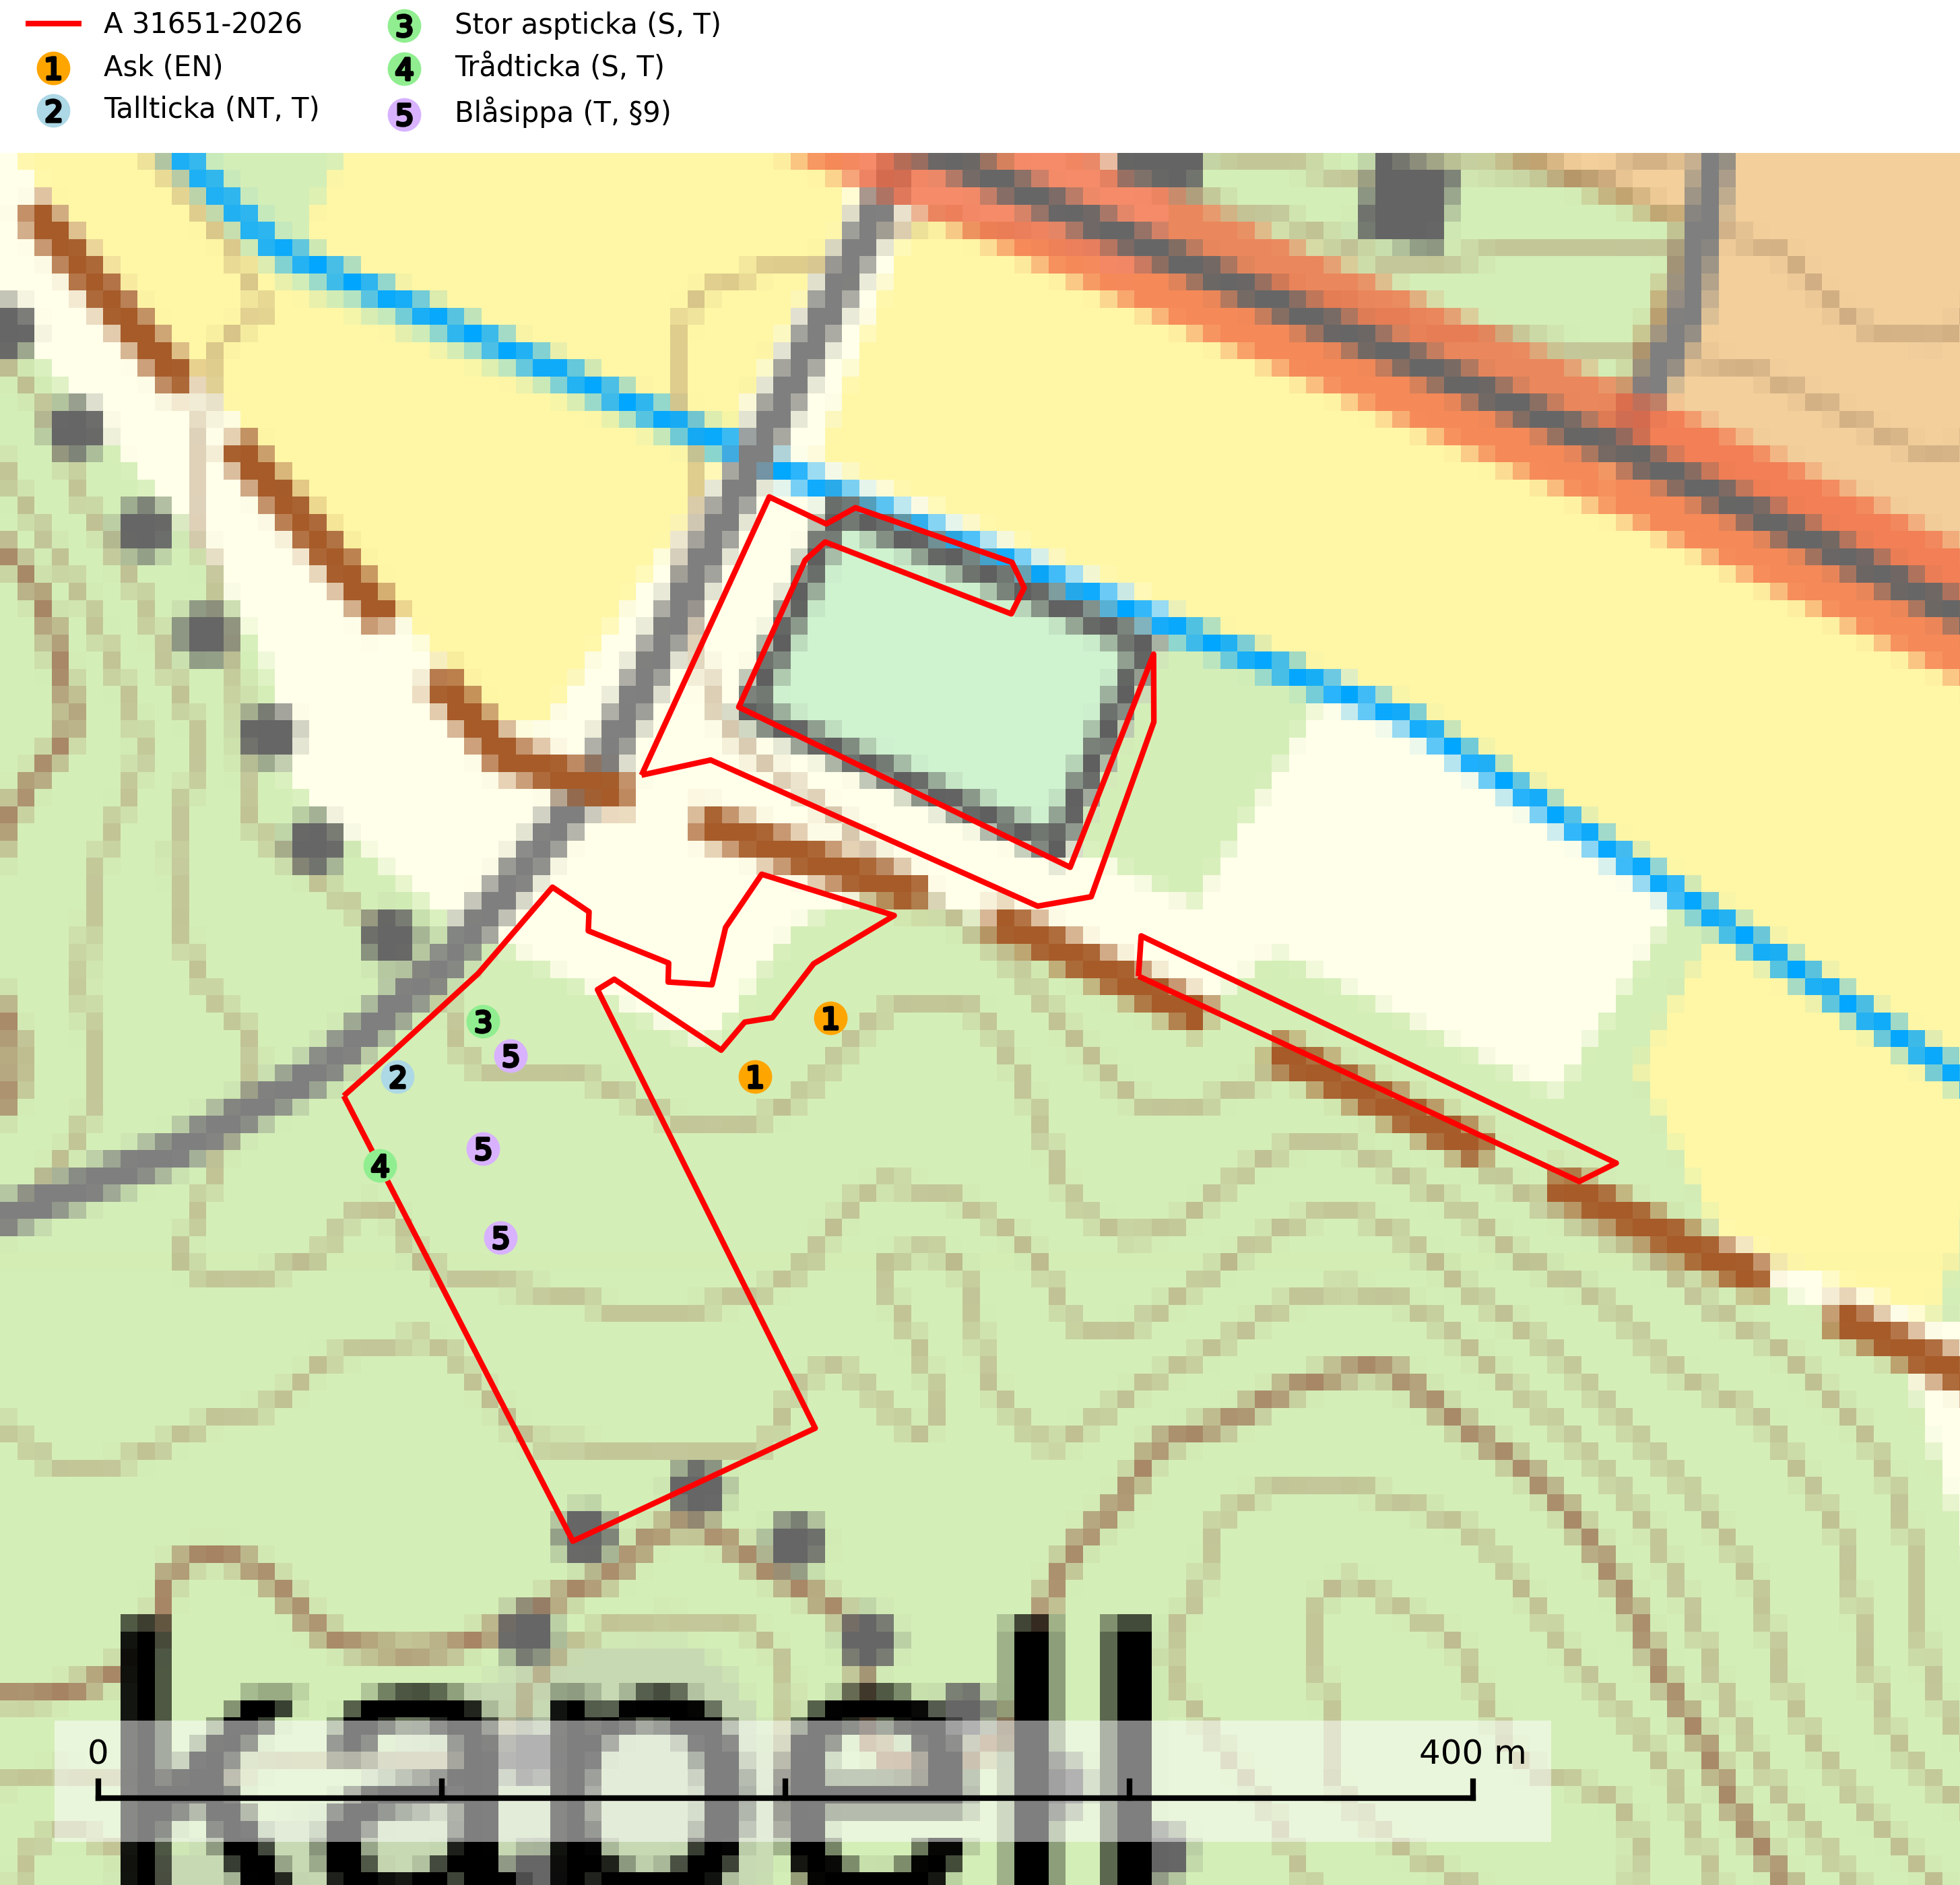 A 31651-2026
1 Ask (EN)
2 Tallticka (NT, T)
3 Stor aspticka (S, T)
4 Trådticka (S, T)
5 Blåsippa (T, §9)
3
1
5
2
1
5
4
5
kapell
0 400 m